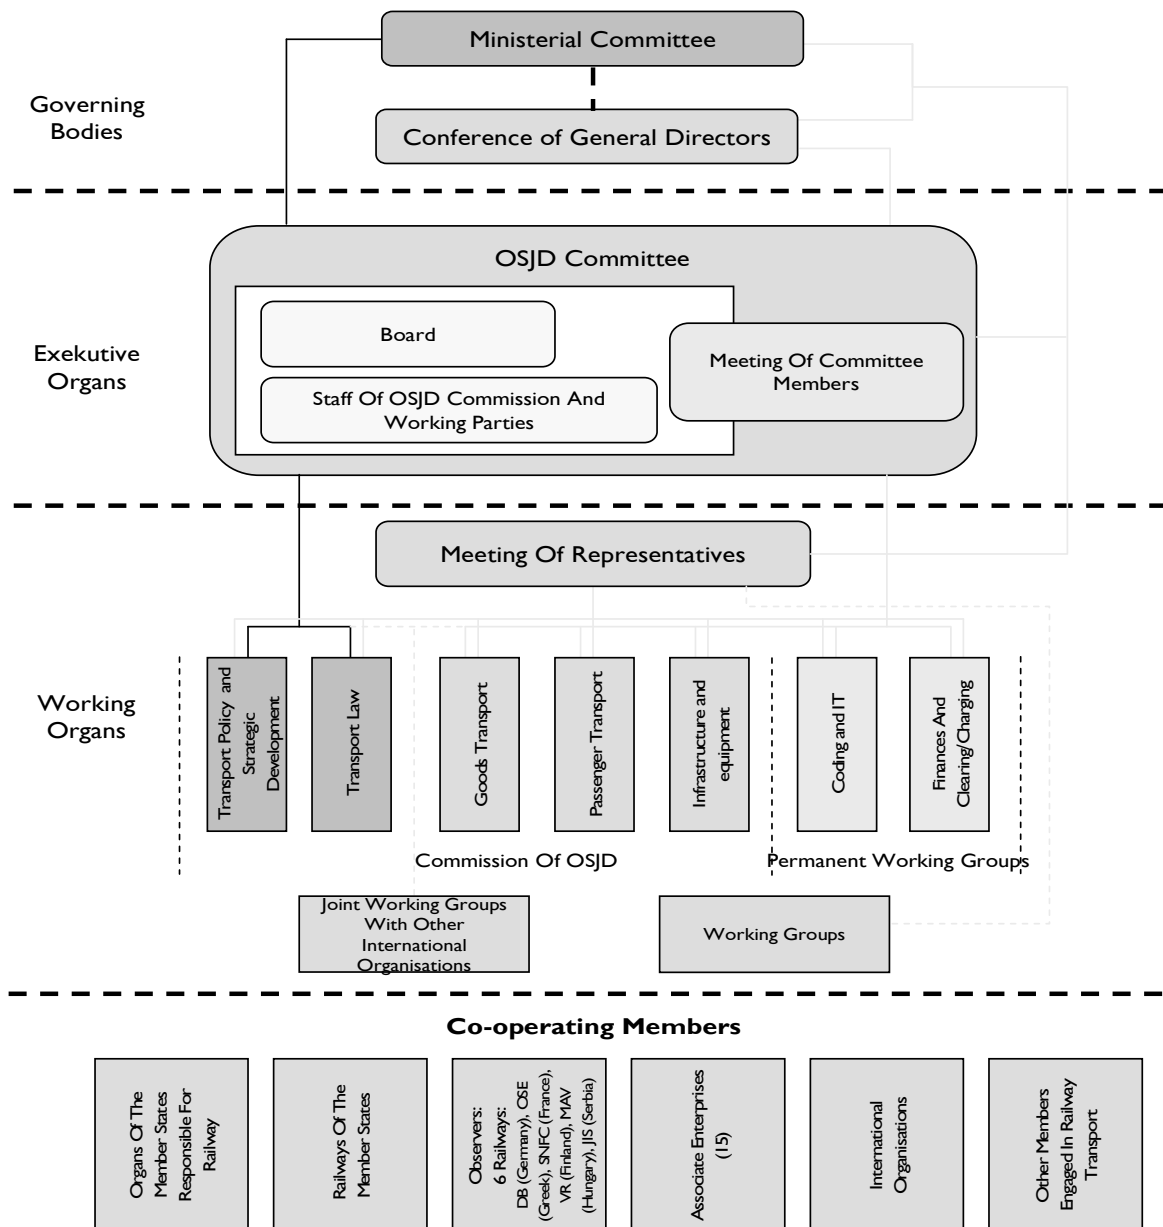 Ministerial Committee
Governing
Bodies
Conference of General Directors
OSJD Committee
Board
Exekutive
Organs
Meeting Of Committee
Members
Staff Of OSJD Commission And
Working Parties
Meeting Of Representatives
Working
Organs
Transport Policy and
Strategic
Development
Transport Law
Goods Transport
Passenger Transport
Infrastructure and
equipment
Coding and IT
Finances And
Clearing/Charging
Commission Of OSJD
Permanent Working Groups
Joint Working Groups
With Other
International
Organisations
Working Groups
Co-operating Members
Organs Of The
Member States
Responsible For
Railway
Railways Of The
Member States
Observers:
6 Railways:
DB (Germany), OSE
(Greek), SNFC (France),
VR (Finland), MAV
(Hungary), JIS (Serbia)
Associate Enterprises
(15)
International
Organisations
Other Members
Engaged In Railway
Transport